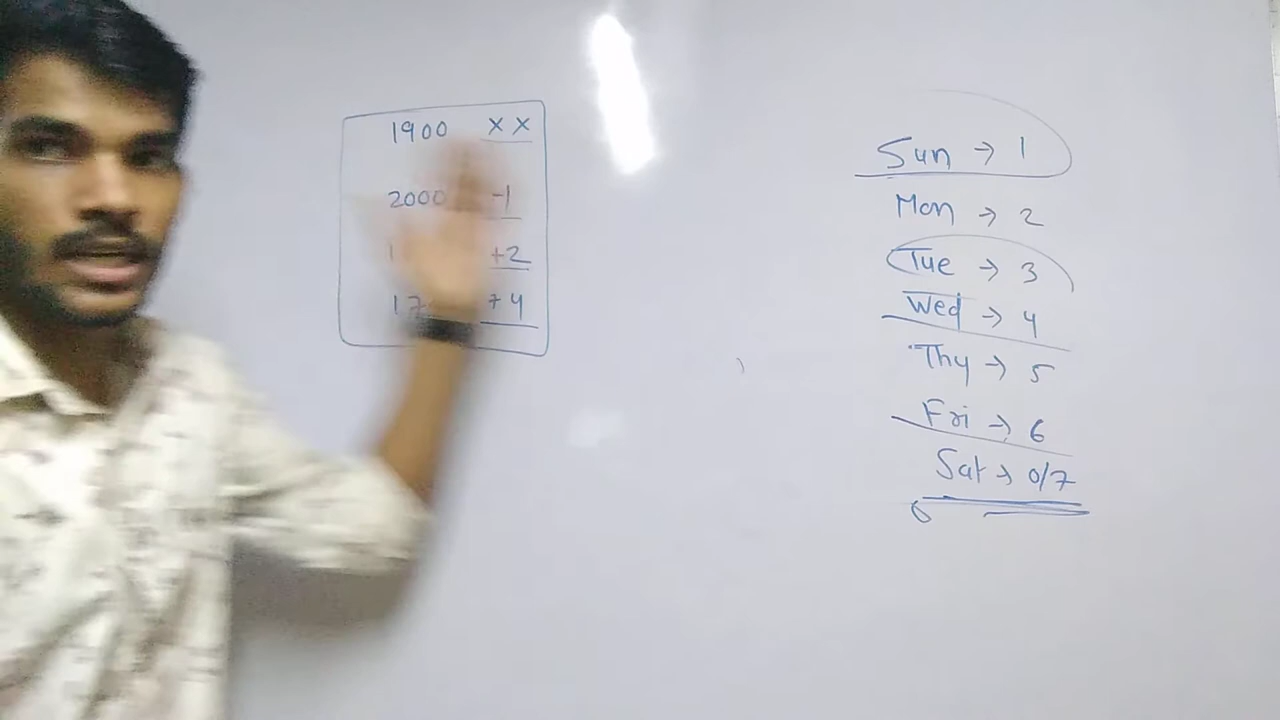 1900 xx
2000 -1
+2
+4
Sun → 1
Mon → 2
Tue → 3
Wed → 4
Thy → 5
Fri → 6
Sat → 0/7